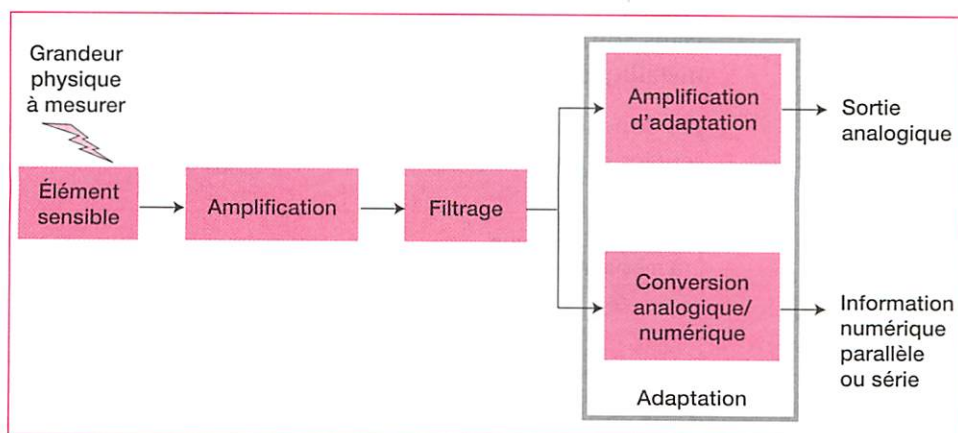 Grandeur
physique
à mesurer
Élément
sensible
Amplification
Filtrage
Amplification
d'adaptation
Sortie
analogique
Conversion
analogique/
numérique
Information
numérique
parallèle
ou série
Adaptation